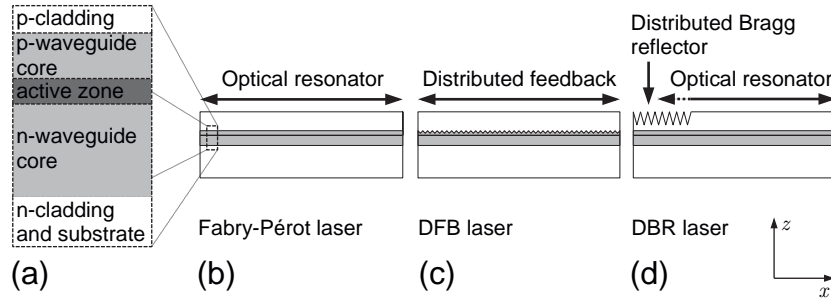 p-cladding
p-waveguide
core
active zone
n-waveguide
core
n-cladding
and substrate
(a)
Optical resonator
Fabry-Pérot laser
(b)
Distributed feedback
DFB laser
(c)
Distributed Bragg
reflector
Optical resonator
DBR laser
(d)
z
x